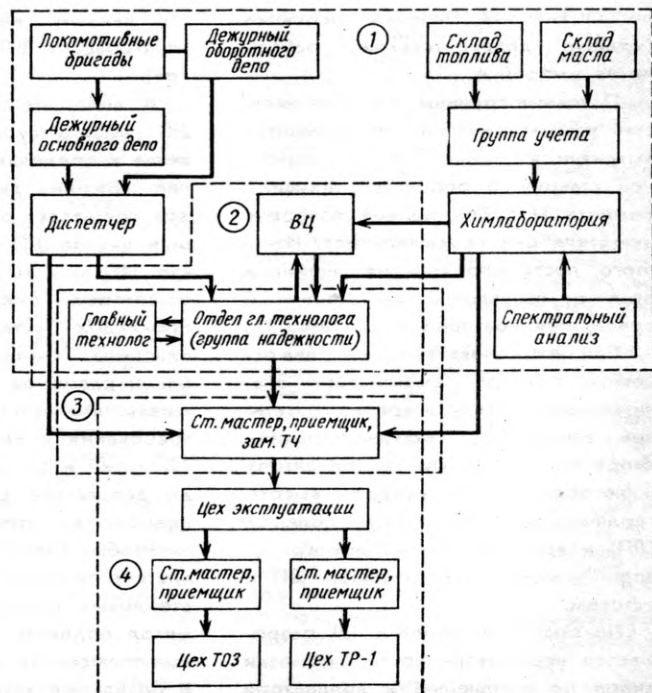 Локомотивные
бригады
Дежурный
оборотного
депо
1
Склад
топлива
Склад
масла
Дежурный
основного депо
Группа учета
Диспетчер
2
ВЦ
Химлаборатория
Главный
технолог
Отдел гл. технолога
(группа надежности)
Спектральный
анализ
3
Ст. мастер, приемщик,
зам. ТЧ
Цех эксплуатации
4
Ст. мастер,
приемщик
Ст. мастер,
приемщик
Цех ТО3
Цех ТР-1